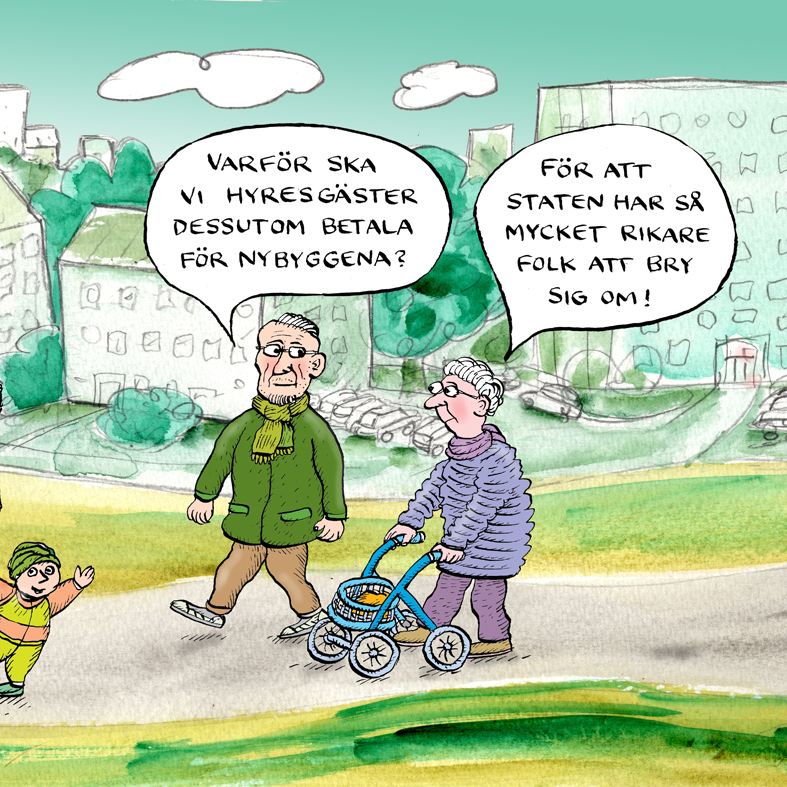 VARFÖR SKA
VI HYRESGÄSTER
DESSUTOM BETALA
FÖR NYBYGGENA?
FÖR ATT
STATEN HAR SÅ
MYCKET RIKARE
FOLK ATT BRY
SIG OM!